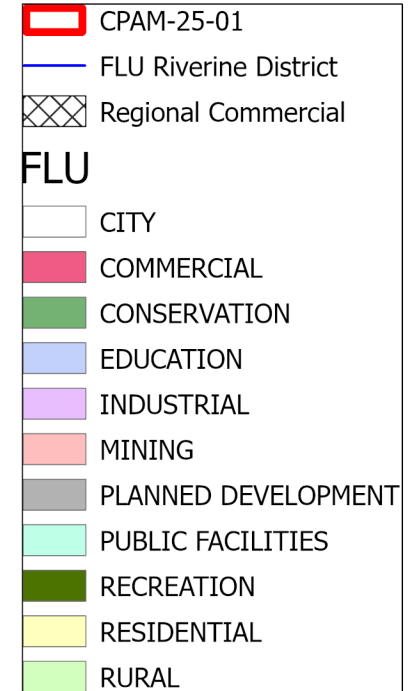 CPAM-25-01
FLU Riverine District
Regional Commercial
FLU
CITY
COMMERCIAL
CONSERVATION
EDUCATION
INDUSTRIAL
MINING
PLANNED DEVELOPMENT
PUBLIC FACILITIES
RECREATION
RESIDENTIAL
RURAL